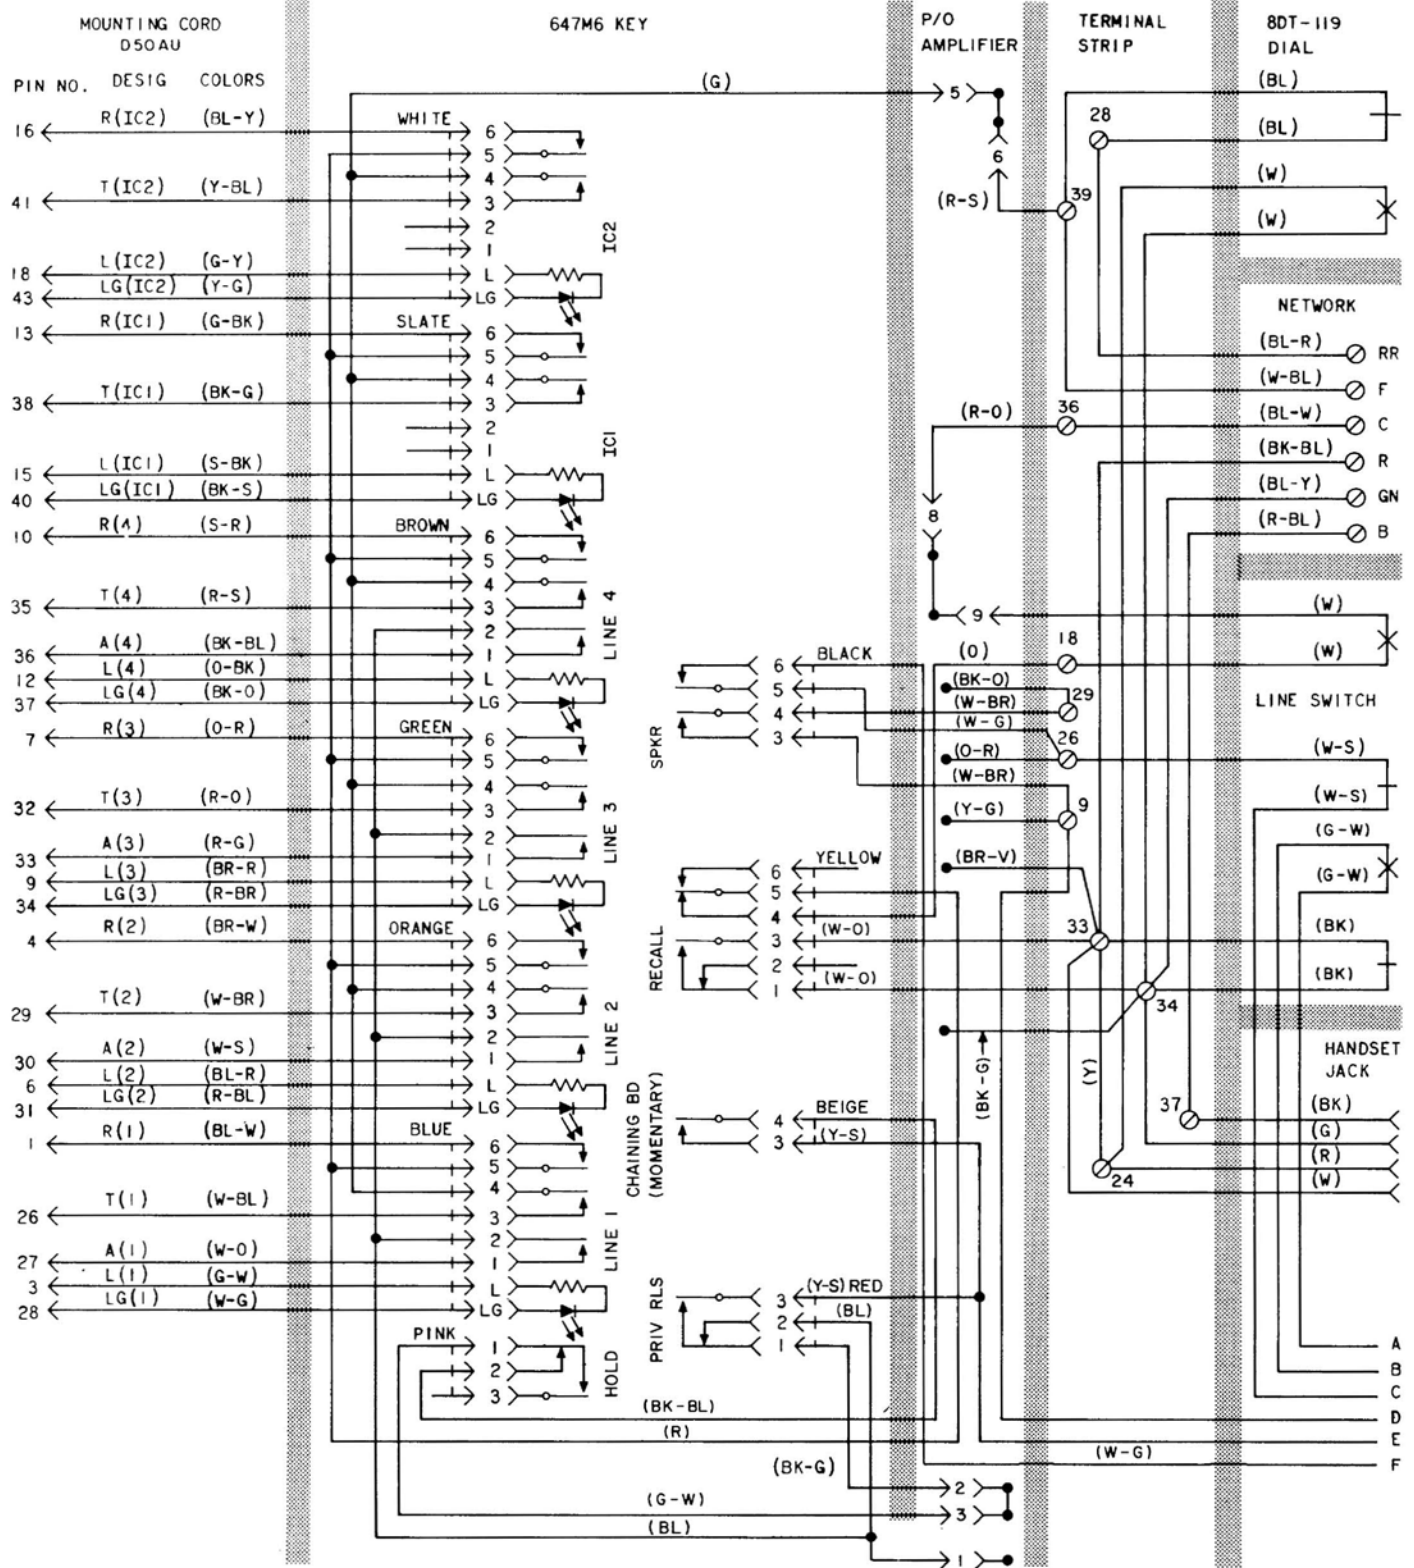 MOUNTING CORD
D50AU
647M6 KEY
P/O
AMPLIFIER
TERMINAL
STRIP
8DT-119
DIAL
PIN NO. DESIG COLORS
16 R(IC2) (BL-Y)
41 T(IC2) (Y-BL)
18 L(IC2) (G-Y)
43 LG(IC2) (Y-G)
13 R(IC1) (G-BK)
38 T(IC1) (BK-G)
15 L(IC1) (S-BK)
40 LG(IC1) (BK-S)
10 R(4) (S-R)
35 T(4) (R-S)
36 A(4) (BK-BL)
12 L(4) (O-BK)
37 LG(4) (BK-O)
7 R(3) (O-R)
32 T(3) (R-O)
33 A(3) (R-G)
9 L(3) (BR-R)
34 LG(3) (R-BR)
4 R(2) (BR-W)
29 T(2) (W-BR)
30 A(2) (W-S)
6 L(2) (BL-R)
31 LG(2) (R-BL)
1 R(1) (BL-W)
26 T(1) (W-BL)
27 A(1) (W-O)
3 L(1) (G-W)
28 LG(1) (W-G)
(G)
WHITE 6
5
4
3
2
1
L
LG
IC2
SLATE 6
5
4
3
2
1
L
LG
IC1
BROWN 6
5
4
3
2
1
L
LG
LINE 4
GREEN 6
5
4
3
2
1
L
LG
LINE 3
ORANGE 6
5
4
3
2
1
L
LG
LINE 2
BLUE 6
5
4
3
2
1
L
LG
LINE 1
PINK 1
2
3
HOLD
(BK-BL)
(R)
(BK-G)
(G-W)
(BL)
SPKR
6 BLACK
5
4
3
RECALL
6 YELLOW
5
4
3 (W-O)
2
1 (W-O)
CHAINING BD
(MOMENTARY)
4 BEIGE
3 (Y-S)
PRIV RLS
3 (Y-S) RED
2 (BL)
1
5
6
(R-S)
(R-O)
8
9
(O)
(BK-O)
(W-BR)
(W-G)
(O-R)
(W-BR)
(Y-G)
(BR-V)
(BK-G)
2
3
1
28
39
36
18
29
26
9
33
34
(Y)
37
24
(W-G)
(BL)
(BL)
(W)
(W)
NETWORK
(BL-R) RR
(W-BL) F
(BL-W) C
(BK-BL) R
(BL-Y) GN
(R-BL) B
(W)
(W)
LINE SWITCH
(W-S)
(W-S)
(G-W)
(G-W)
(BK)
(BK)
HANDSET
JACK
(BK)
(G)
(R)
(W)
A
B
C
D
E
F